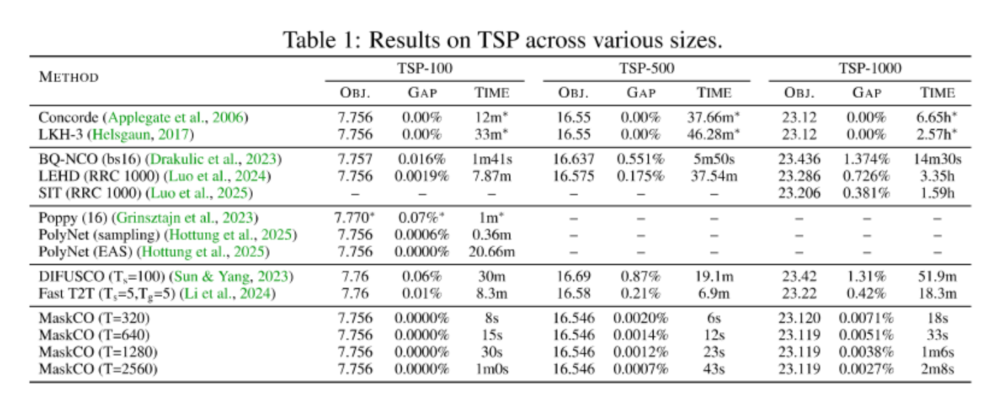 Table 1: Results on TSP across various sizes.
METHOD TSP-100 TSP-500 TSP-1000
OBJ. GAP TIME OBJ. GAP TIME OBJ. GAP TIME
Concorde (Applegate et al., 2006) 7.756 0.00% 12m* 16.55 0.00% 37.66m* 23.12 0.00% 6.65h*
LKH-3 (Helsgaun, 2017) 7.756 0.00% 33m* 16.55 0.00% 46.28m* 23.12 0.00% 2.57h*
BQ-NCO (bs16) (Drakulic et al., 2023) 7.757 0.016% 1m41s 16.637 0.551% 5m50s 23.436 1.374% 14m30s
LEHD (RRC 1000) (Luo et al., 2024) 7.756 0.0019% 7.87m 16.575 0.175% 37.54m 23.286 0.726% 3.35h
SIT (RRC 1000) (Luo et al., 2025) – – – – – – 23.206 0.381% 1.59h
Poppy (16) (Grinsztajn et al., 2023) 7.770* 0.07%* 1m* – – – – – –
PolyNet (sampling) (Hottung et al., 2025) 7.756 0.0006% 0.36m – – – – – –
PolyNet (EAS) (Hottung et al., 2025) 7.756 0.0000% 20.66m – – – – – –
DIFUSCO (Tₛ=100) (Sun & Yang, 2023) 7.76 0.06% 30m 16.69 0.87% 19.1m 23.42 1.31% 51.9m
Fast T2T (Tₛ=5,T_g=5) (Li et al., 2024) 7.76 0.01% 8.3m 16.58 0.21% 6.9m 23.22 0.42% 18.3m
MaskCO (T=320) 7.756 0.0000% 8s 16.546 0.0020% 6s 23.120 0.0071% 18s
MaskCO (T=640) 7.756 0.0000% 15s 16.546 0.0014% 12s 23.119 0.0051% 33s
MaskCO (T=1280) 7.756 0.0000% 30s 16.546 0.0012% 23s 23.119 0.0038% 1m6s
MaskCO (T=2560) 7.756 0.0000% 1m0s 16.546 0.0007% 43s 23.119 0.0027% 2m8s